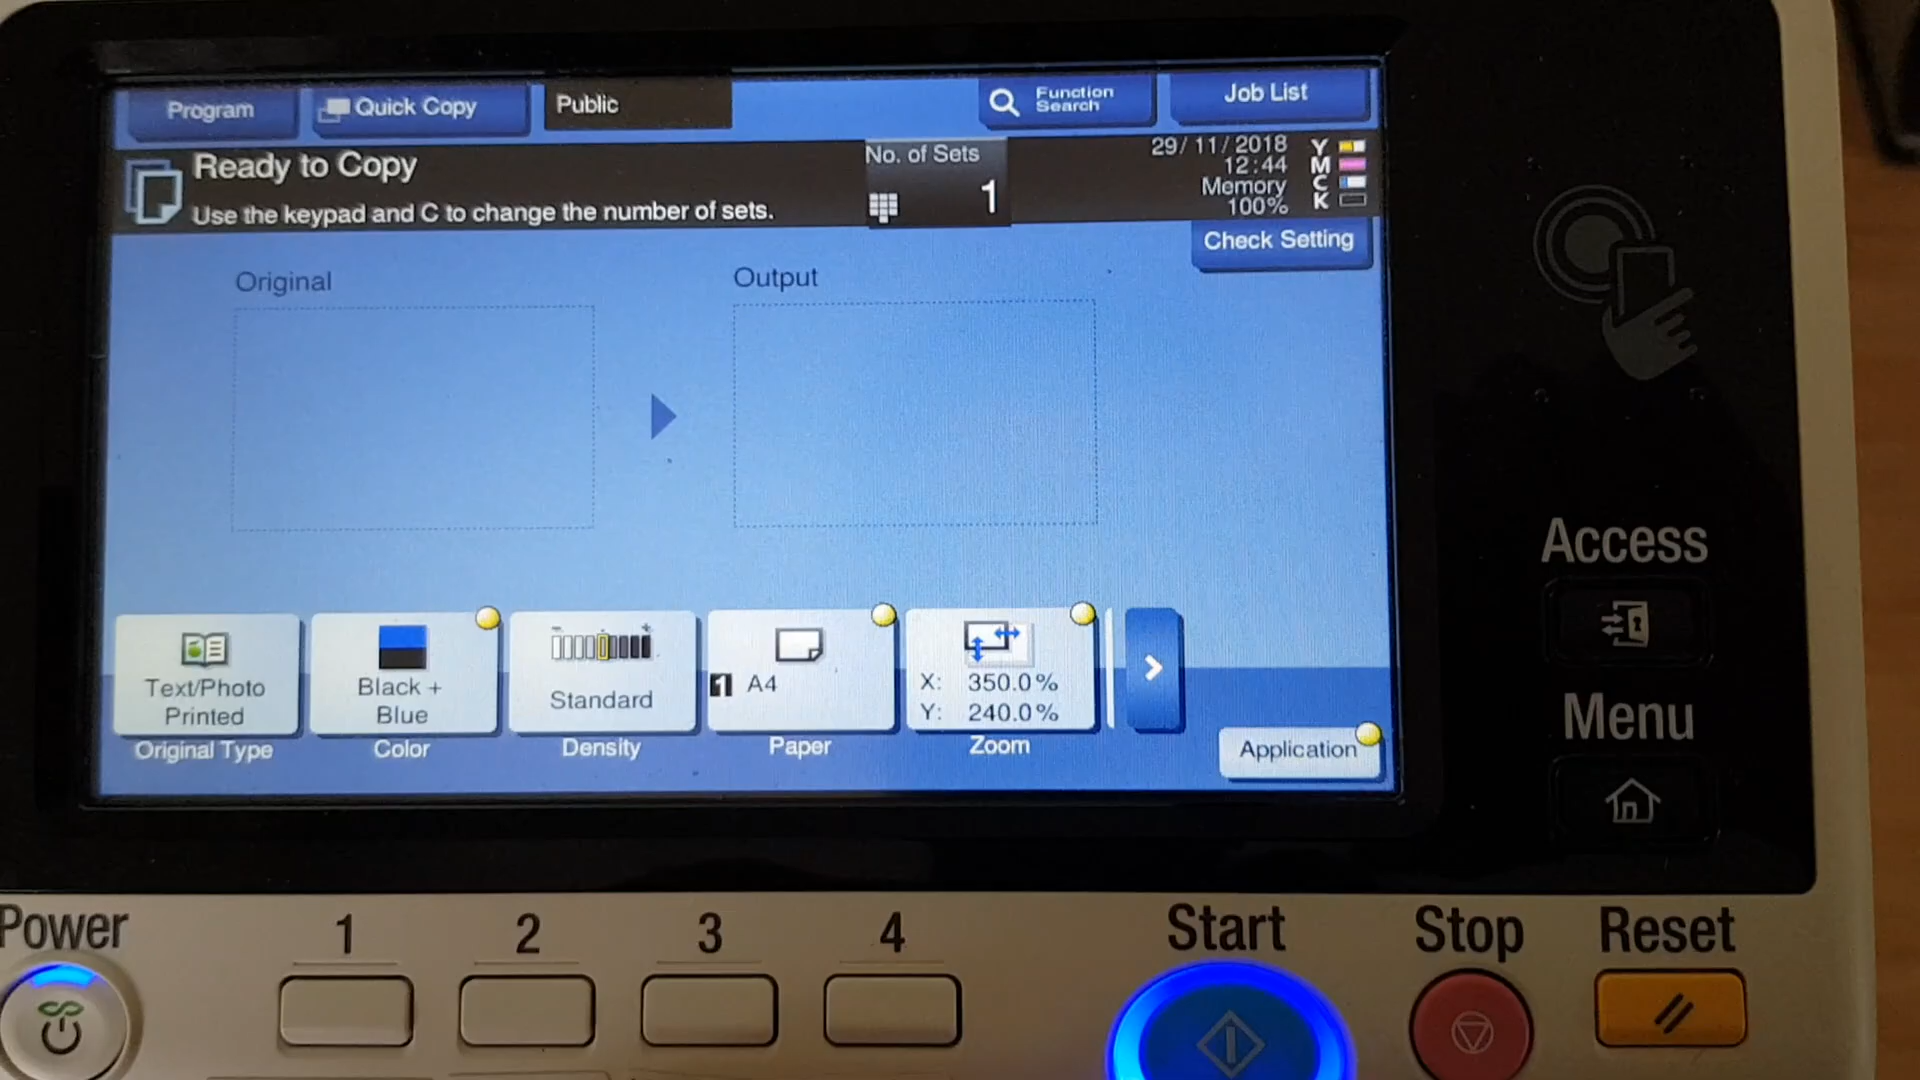 Program
Quick Copy
Public
Function
Search
Job List
Ready to Copy
Use the keypad and C to change the number of sets.
No. of Sets
1
29/11/2018
12:44
Memory
100%
Y
M
C
K
Check Setting
Original
Output
Text/Photo
Printed
Original Type
Black +
Blue
Color
Standard
Density
1 A4
Paper
X: 350.0%
Y: 240.0%
Zoom
Application
Access
Menu
Power
1
2
3
4
Start
Stop
Reset